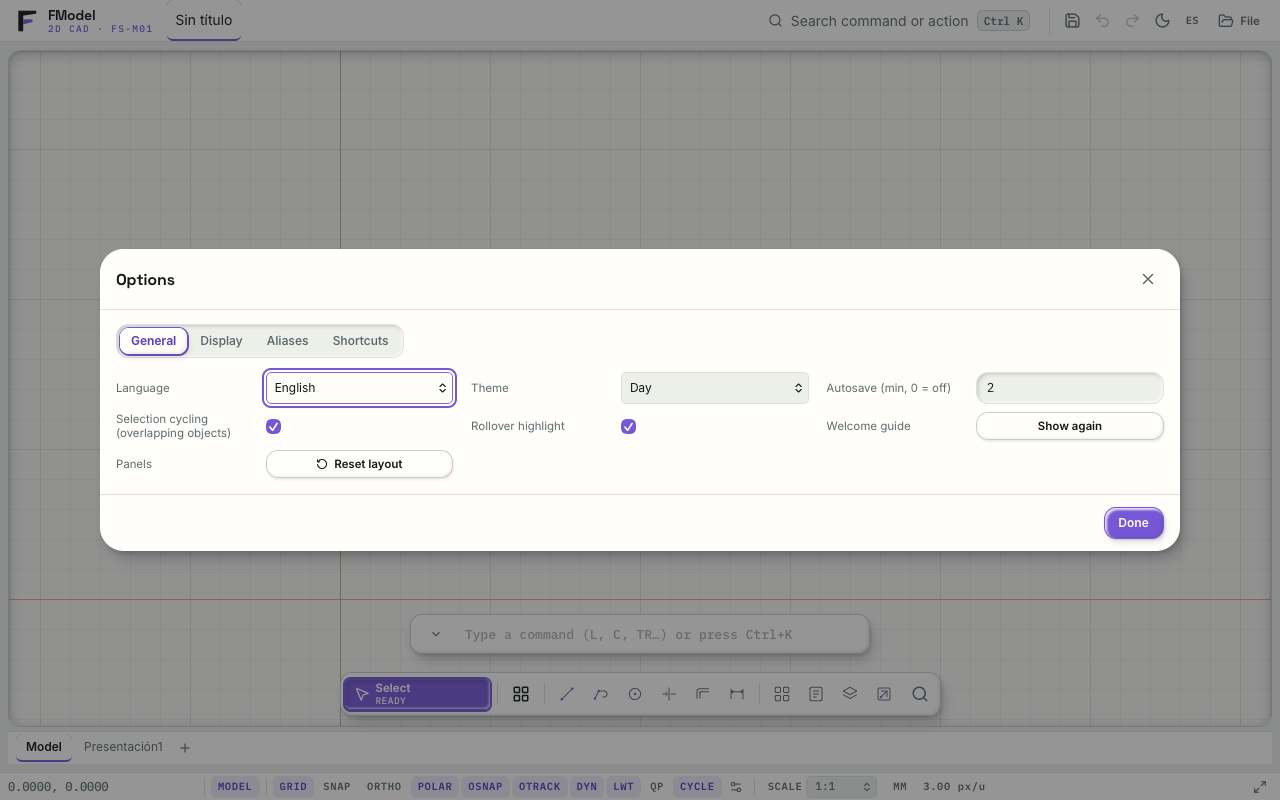 FModel
2D CAD · FS-M01
Sin título
Search command or action
Ctrl K
ES
File
Options
General
Display
Aliases
Shortcuts
Language
English
Theme
Day
Autosave (min, 0 = off)
2
Selection cycling
(overlapping objects)
Rollover highlight
Welcome guide
Show again
Panels
Reset layout
Done
Type a command (L, C, TR…) or press Ctrl+K
Select
READY
Model
Presentación1
0.0000, 0.0000
MODEL
GRID
SNAP
ORTHO
POLAR
OSNAP
OTRACK
DYN
LWT
QP
CYCLE
SCALE
1:1
MM
3.00 px/u